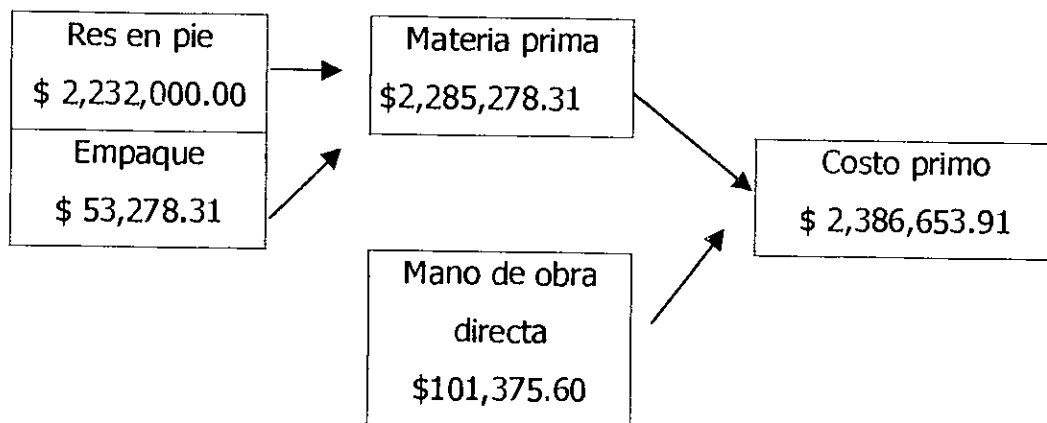 Res en pie
$ 2,232,000.00
Empaque
$ 53,278.31
Materia prima
$2,285,278.31
Mano de obra
directa
$101,375.60
Costo primo
$ 2,386,653.91